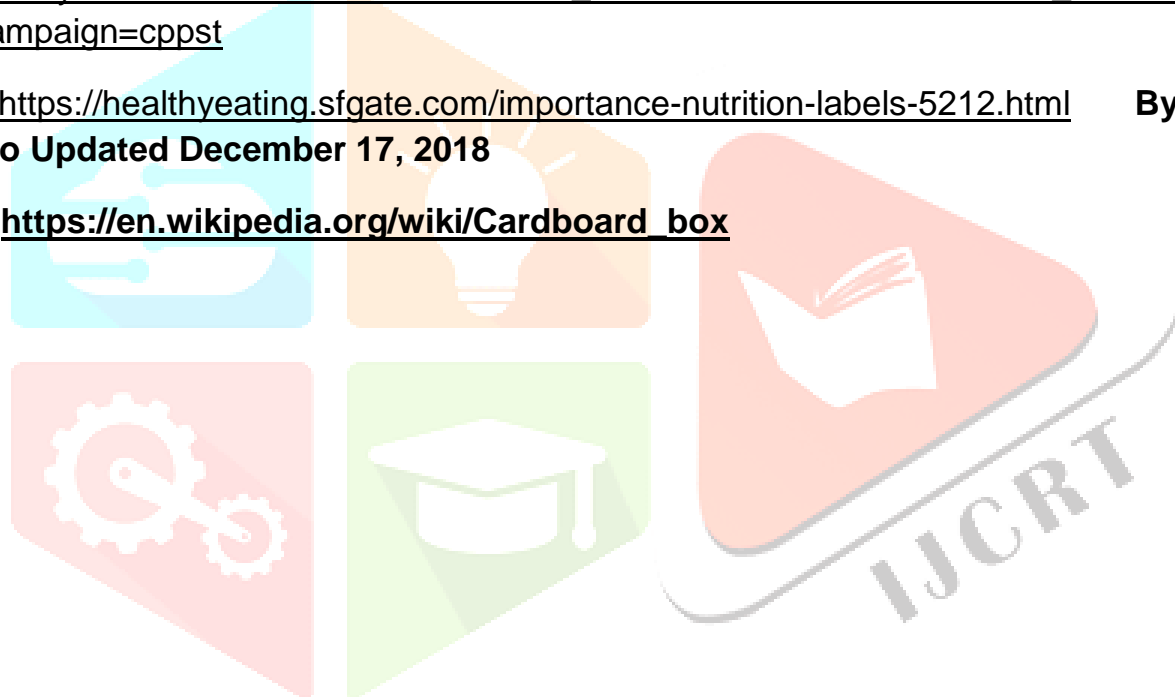 ampaign=cppst
https://healthyeating.sfgate.com/importance-nutrition-labels-5212.html By
o Updated December 17, 2018
https://en.wikipedia.org/wiki/Cardboard_box
IJCRT